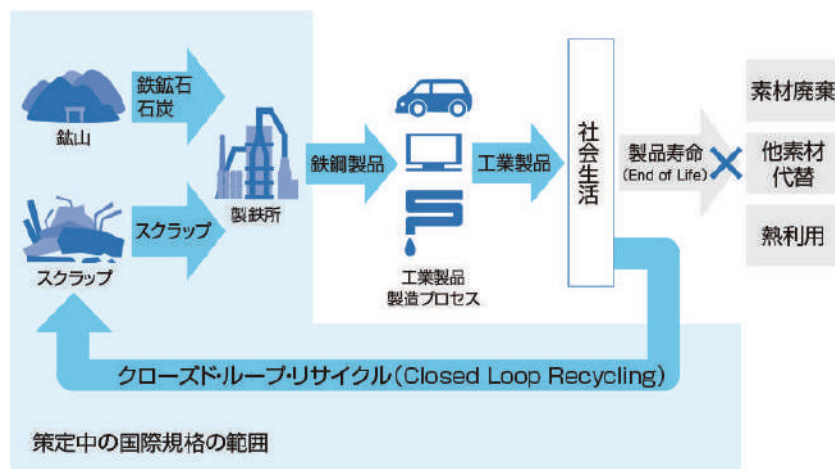 鉄鉱石
石炭
鉱山
製鉄所
スクラップ
スクラップ
鉄鋼製品
工業製品
製造プロセス
工業製品
社会生活
製品寿命
(End of Life)
素材廃棄
他素材
代替
熱利用
クローズド・ループ・リサイクル(Closed Loop Recycling)
策定中の国際規格の範囲